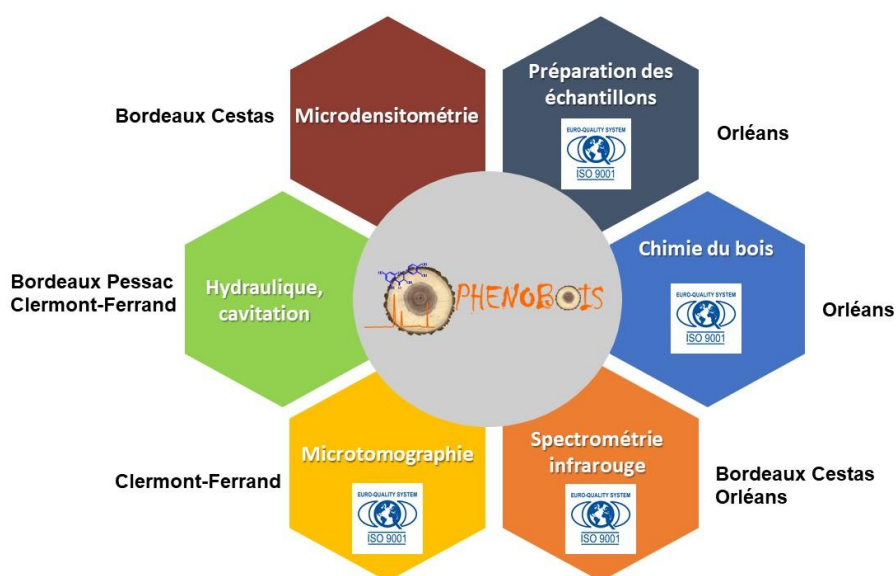 Préparation des
échantillons
EURO-QUALITY SYSTEM
ISO 9001
Orléans
Bordeaux Cestas
Microdensitométrie
Chimie du bois
EURO-QUALITY SYSTEM
ISO 9001
Orléans
Bordeaux Pessac
Clermont-Ferrand
Hydraulique,
cavitation
PHENOBOIS
Clermont-Ferrand
Microtomographie
EURO-QUALITY SYSTEM
ISO 9001
Spectrométrie
infrarouge
EURO-QUALITY SYSTEM
ISO 9001
Bordeaux Cestas
Orléans